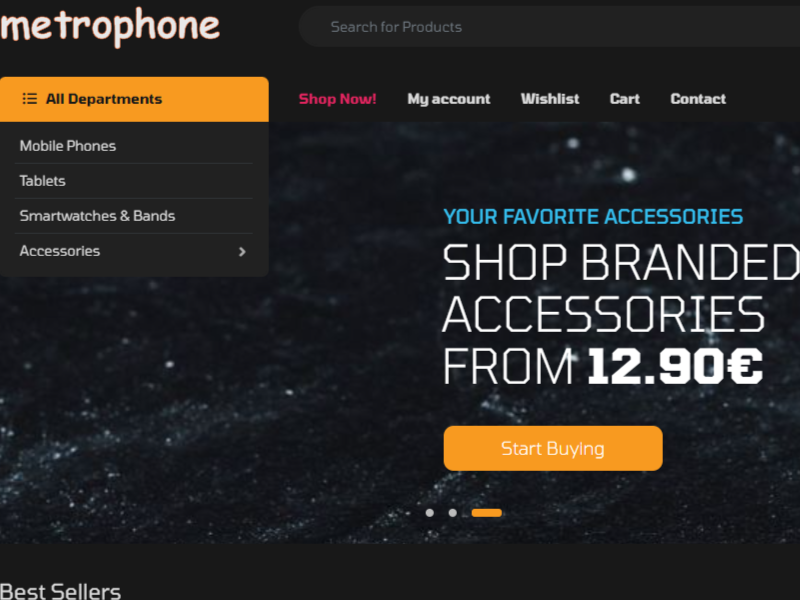 metrophone
Search for Products
All Departments
Shop Now!
My account
Wishlist
Cart
Contact
Mobile Phones
Tablets
Smartwatches & Bands
Accessories
YOUR FAVORITE ACCESSORIES
SHOP BRANDED
ACCESSORIES
FROM 12.90€
Start Buying
Best Sellers